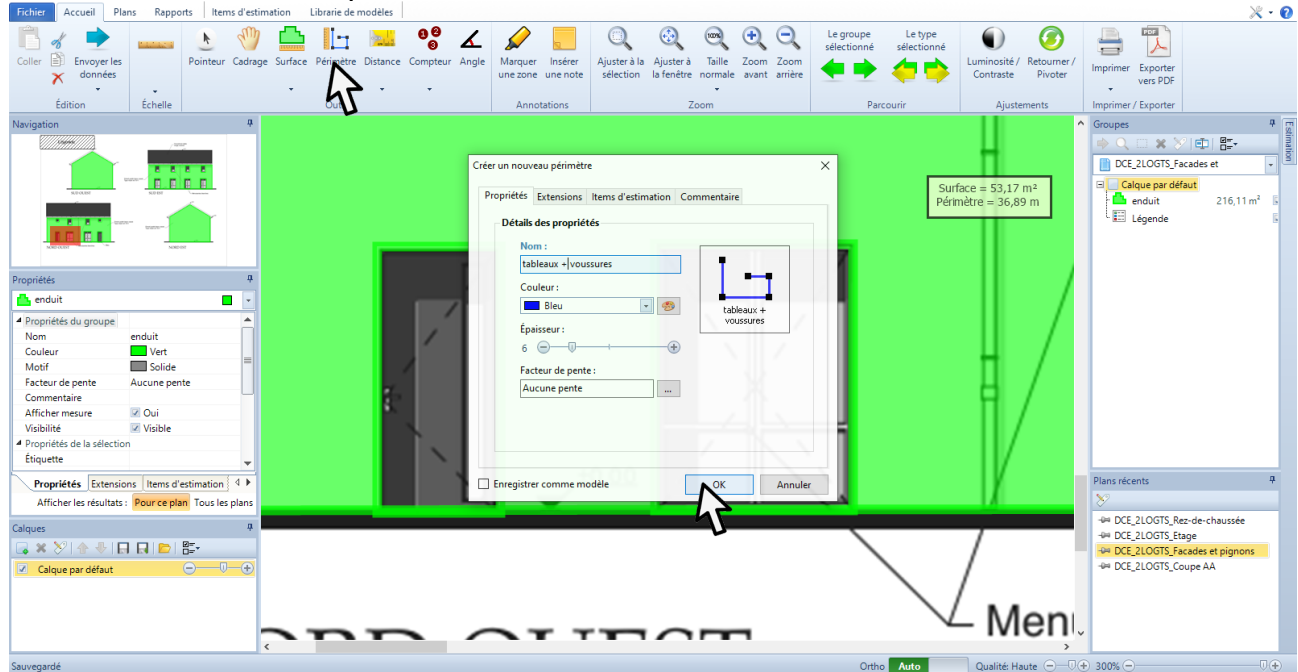 Fichier Accueil Plans Rapports Items d'estimation Librairie de modèles
Coller Envoyer les données Pointeur Cadrage Surface Périmètre Distance Compteur Angle Marquer une zone Insérer une note Ajuster à la sélection Ajuster à la fenêtre Taille normale Zoom avant Zoom arrière Le groupe sélectionné Le type sélectionné Luminosité / Contraste Retourner / Pivoter Imprimer Exporter vers PDF
Édition Échelle Annotations Zoom Parcourir Ajustements Imprimer / Exporter
Navigation
Propriétés
enduit
Propriétés du groupe
Nom enduit
Couleur Vert
Motif Solide
Facteur de pente Aucune pente
Commentaire
Afficher mesure Oui
Visibilité Visible
Propriétés de la sélection
Étiquette
Propriétés Extensions Items d'estimation
Afficher les résultats : Pour ce plan Tous les plans
Calques
Calque par défaut
Créer un nouveau périmètre
Propriétés Extensions Items d'estimation Commentaire
Détails des propriétés
Nom :
tableaux + voussures
Couleur :
Bleu
Épaisseur :
6
Facteur de pente :
Aucune pente
...
tableaux +
voussures
Enregistrer comme modèle
OK Annuler
Surface = 53,17 m²
Périmètre = 36,89 m
Menu
Groupes
DCE_2LOGTS_Facades et
Calque par défaut
enduit 216,11 m²
Légende
Estimation
Plans récents
DCE_2LOGTS_Rez-de-chaussée
DCE_2LOGTS_Etage
DCE_2LOGTS_Facades et pignons
DCE_2LOGTS_Coupe AA
Sauvegardé Ortho Auto Qualité: Haute 300%